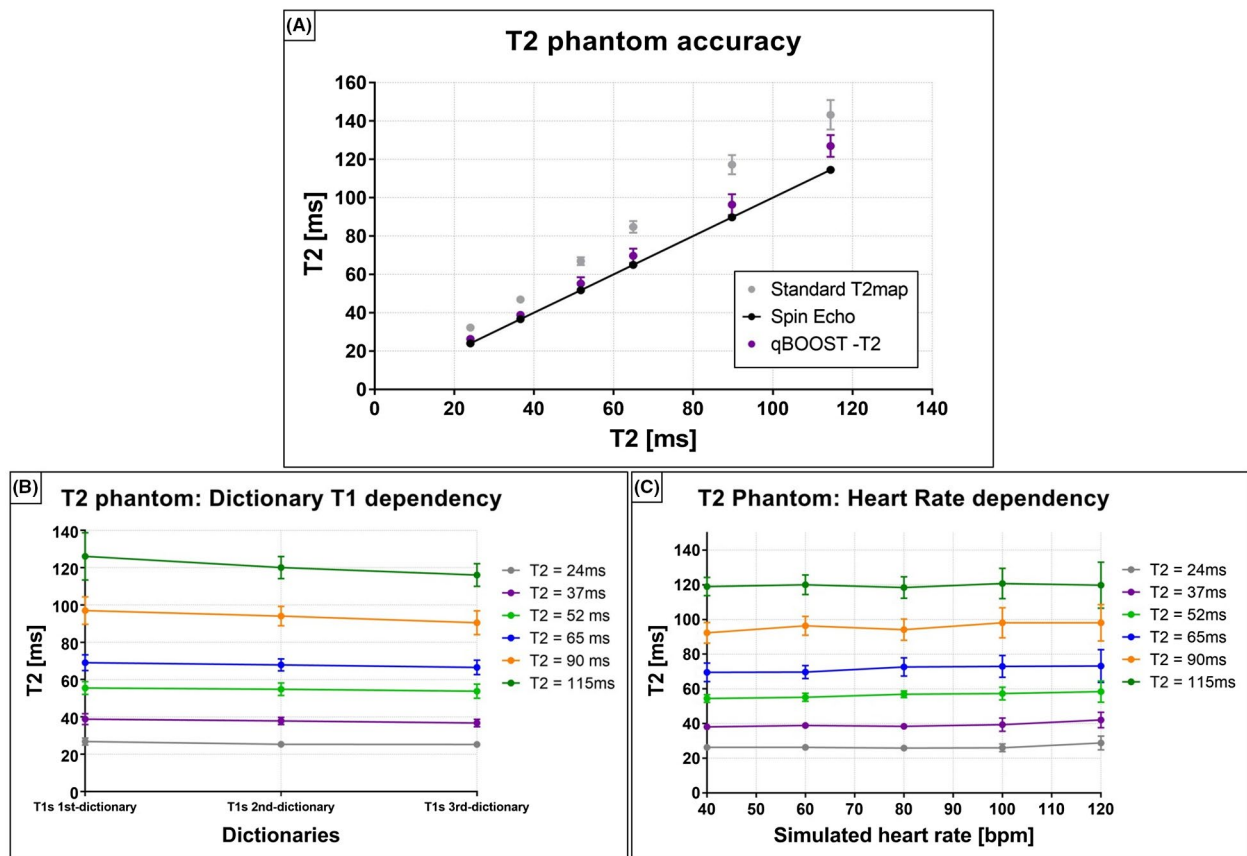 (A)
T2 phantom accuracy
160
140
120
100
80
60
40
20
0
T2 [ms]
0 20 40 60 80 100 120 140
T2 [ms]
Standard T2map
Spin Echo
qBOOST -T2
(B)
T2 phantom: Dictionary T1 dependency
140
120
100
80
60
40
20
0
T2 [ms]
T1s 1st-dictionary T1s 2nd-dictionary T1s 3rd-dictionary
Dictionaries
T2 = 24ms
T2 = 37ms
T2 = 52 ms
T2 = 65 ms
T2 = 90 ms
T2 = 115ms
(C)
T2 Phantom: Heart Rate dependency
140
120
100
80
60
40
20
0
T2 [ms]
40 50 60 70 80 90 100 110 120
Simulated heart rate [bpm]
T2 = 24ms
T2 = 37ms
T2 = 52ms
T2 = 65ms
T2 = 90ms
T2 = 115ms